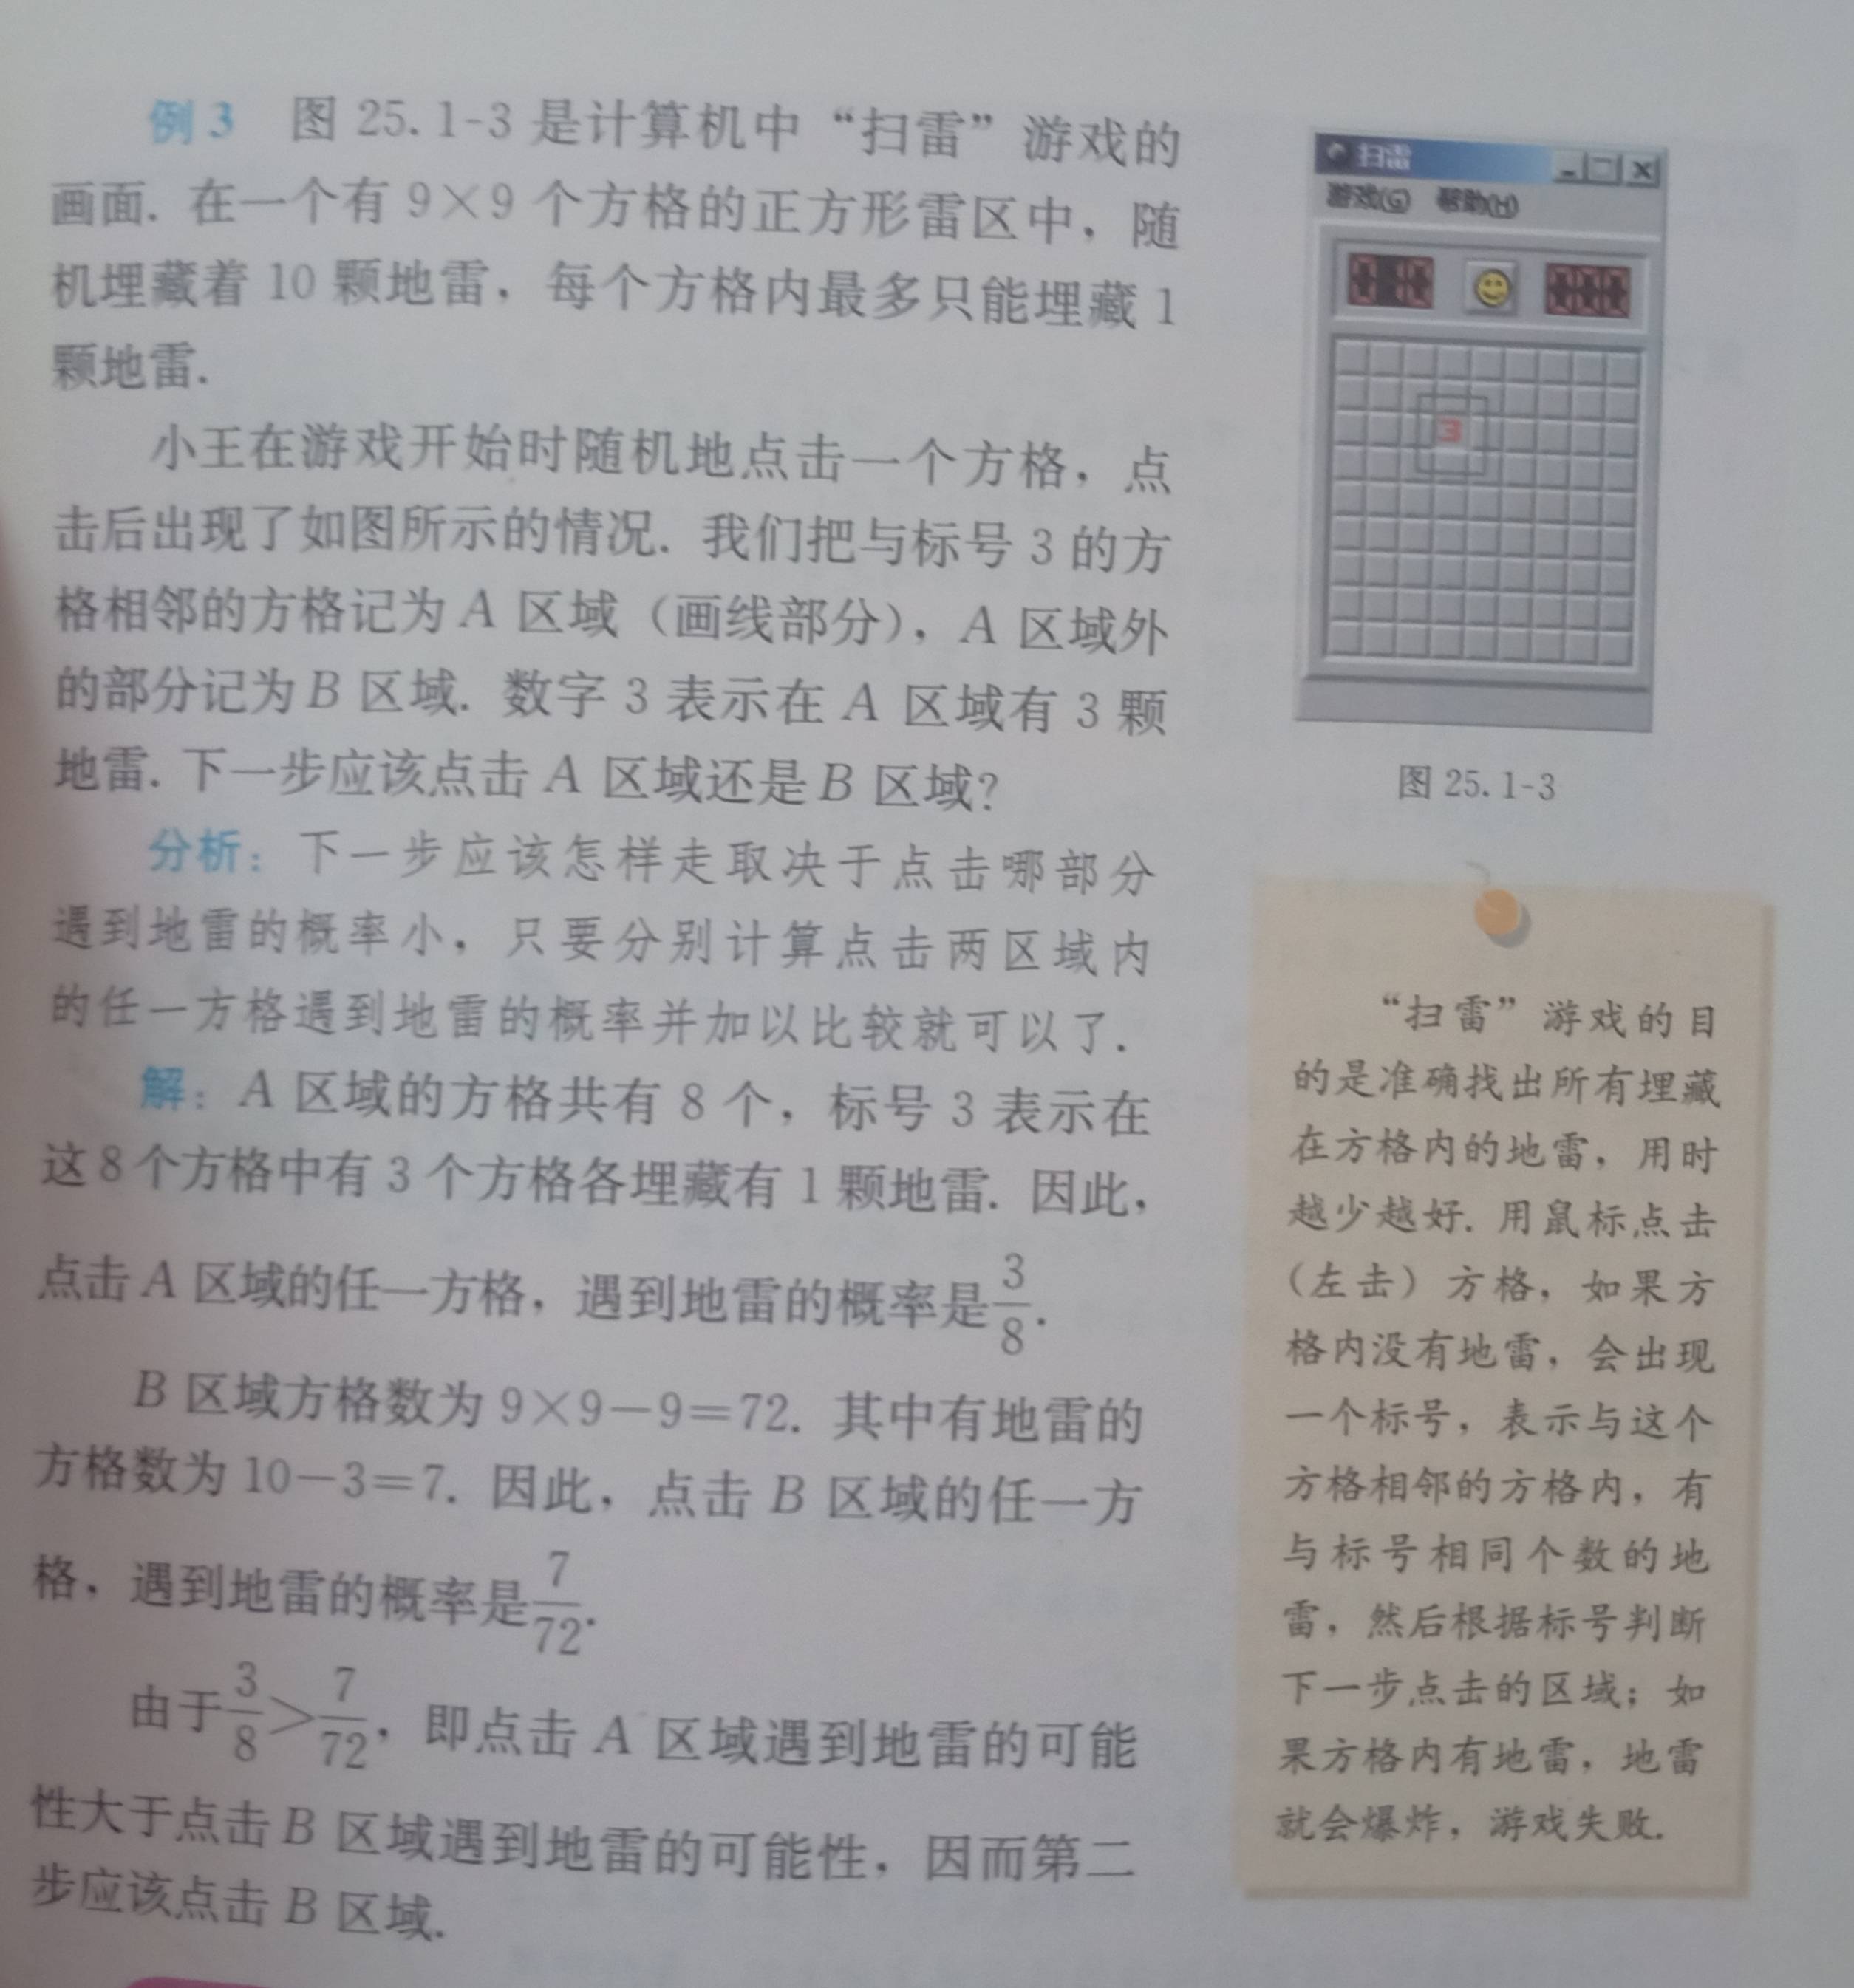 例3 图 25.1-3 是计算机中“扫雷”游戏的
画面. 在一个有 9×9 个方格的正方形雷区中，随
机埋藏着 10 颗地雷，每个方格内最多只能埋藏 1
颗地雷.
小王在游戏开始时随机地点击一个方格，点
击后出现了如图所示的情况. 我们把与标号 3 的方
格相邻的方格记为 A 区域（画线部分），A 区域外
的部分记为 B 区域. 数字 3 表示在 A 区域有 3 颗
地雷. 下一步应该点击 A 区域还是 B 区域？
分析：下一步应该怎样走取决于点击哪部分
遇到地雷的概率小，只要分别计算点击两区域内
的任一方格遇到地雷的概率并加以比较就可以了.
解：A 区域的方格共有 8 个，标号 3 表示在
这 8 个方格中有 3 个方格各埋藏有 1 颗地雷. 因此，
点击 A 区域的任一方格，遇到地雷的概率是 3/8.
B 区域方格数为 9×9−9=72. 其中有地雷的
方格数为 10−3=7. 因此，点击 B 区域的任一方
格，遇到地雷的概率是 7/72.
由于 3/8 > 7/72，即点击 A 区域遇到地雷的可能
性大于点击 B 区域遇到地雷的可能性，因而第二
步应该点击 B 区域.
扫雷
游戏(G) 帮助(H)
3
图 25.1-3
“扫雷”游戏的目
的是准确找出所有埋藏
在方格内的地雷，用时
越少越好. 用鼠标点击
（左击）方格，如果方
格内没有地雷，会出现
一个标号，表示与这个
方格相邻的方格内，有
与标号相同个数的地
雷，然后根据标号判断
下一步点击的区域；如
果方格内有地雷，地雷
就会爆炸，游戏失败.